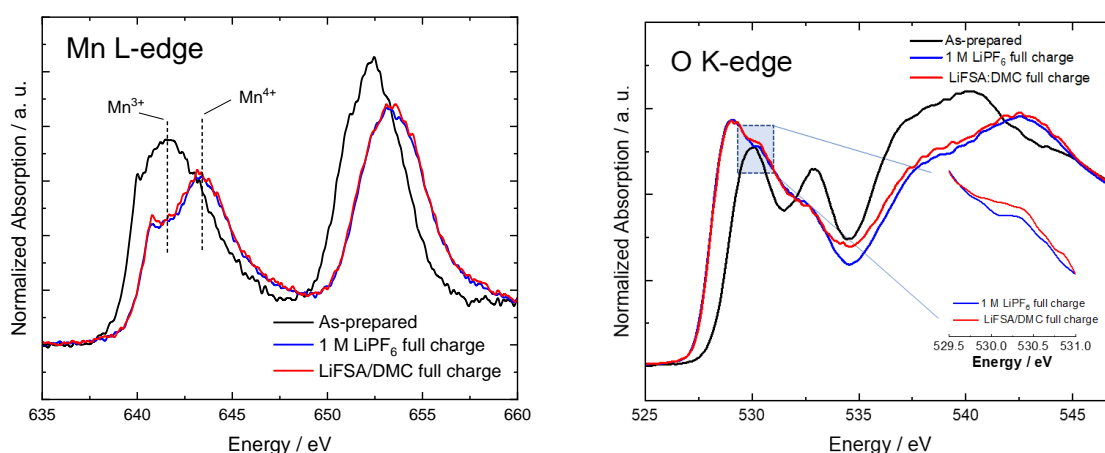 Mn L-edge
Mn3+
Mn4+
As-prepared
1 M LiPF6 full charge
LiFSA/DMC full charge
Normalized Absorption / a. u.
635 640 645 650 655 660
Energy / eV
O K-edge
As-prepared
1 M LiPF6 full charge
LiFSA:DMC full charge
Normalized Absorption / a. u.
1 M LiPF6 full charge
LiFSA/DMC full charge
529.5 530.0 530.5 531.0
Energy / eV
525 530 535 540 545
Energy / eV